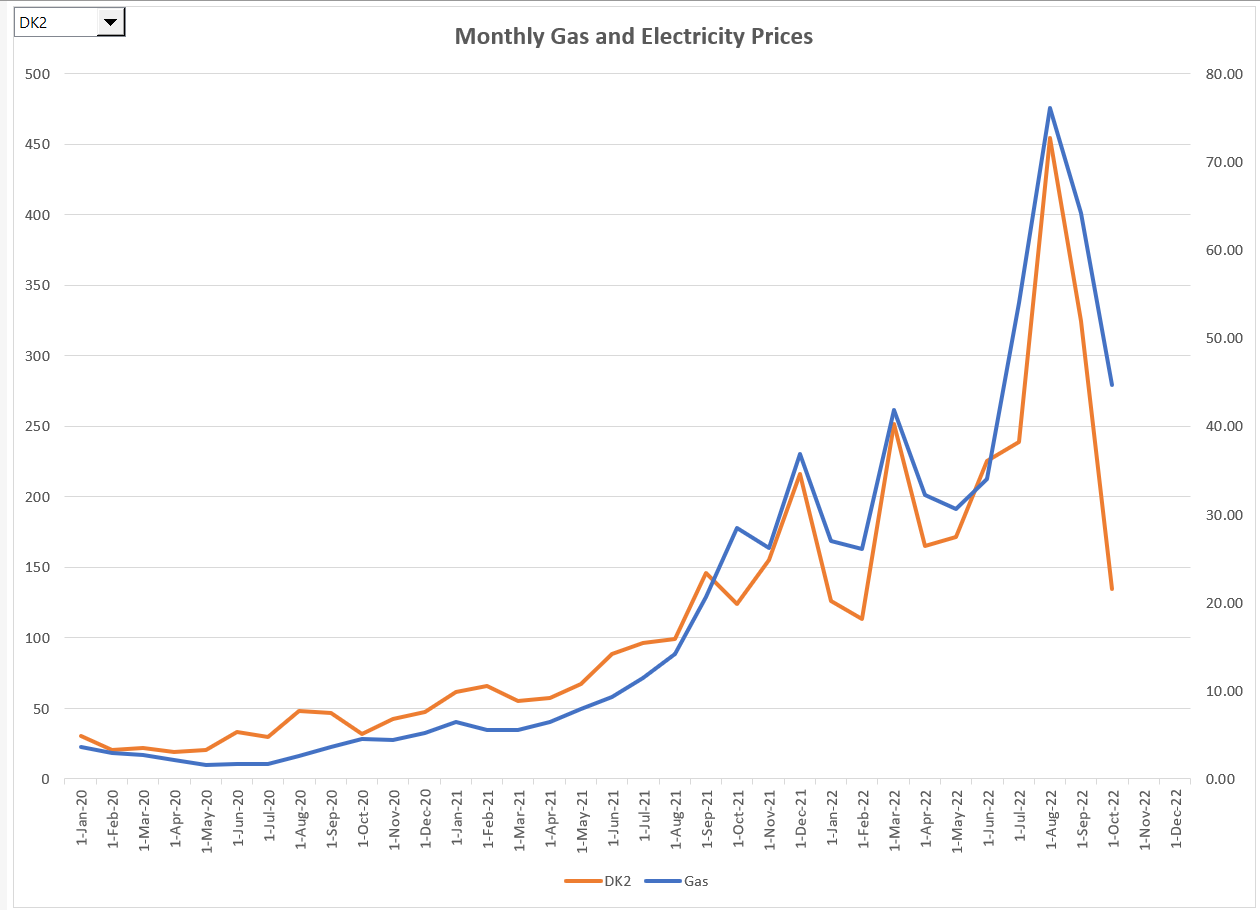 DK2
Monthly Gas and Electricity Prices
500
450
400
350
300
250
200
150
100
50
0
80.00
70.00
60.00
50.00
40.00
30.00
20.00
10.00
0.00
1-Jan-20
1-Feb-20
1-Mar-20
1-Apr-20
1-May-20
1-Jun-20
1-Jul-20
1-Aug-20
1-Sep-20
1-Oct-20
1-Nov-20
1-Dec-20
1-Jan-21
1-Feb-21
1-Mar-21
1-Apr-21
1-May-21
1-Jun-21
1-Jul-21
1-Aug-21
1-Sep-21
1-Oct-21
1-Nov-21
1-Dec-21
1-Jan-22
1-Feb-22
1-Mar-22
1-Apr-22
1-May-22
1-Jun-22
1-Jul-22
1-Aug-22
1-Sep-22
1-Oct-22
1-Nov-22
1-Dec-22
DK2 Gas